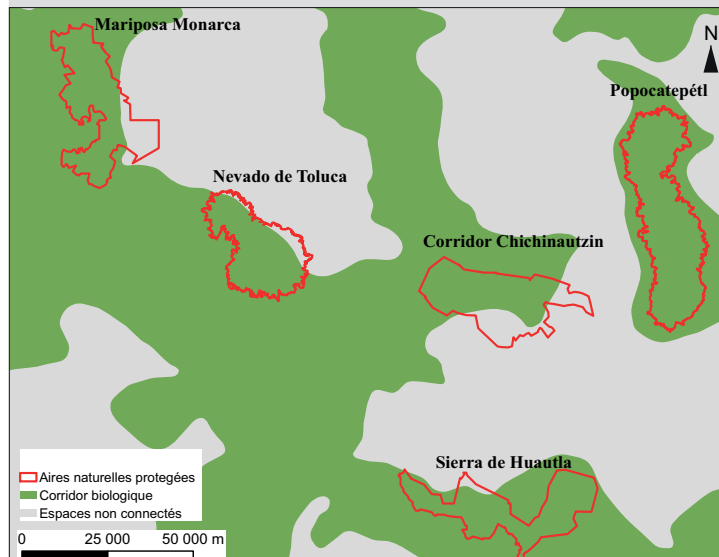 Mariposa Monarca
N
Popocatepétl
Nevado de Toluca
Corridor Chichinautzin
Sierra de Huautla
Aires naturelles protegées
Corridor biologique
Espaces non connectés
0 25 000 50 000 m